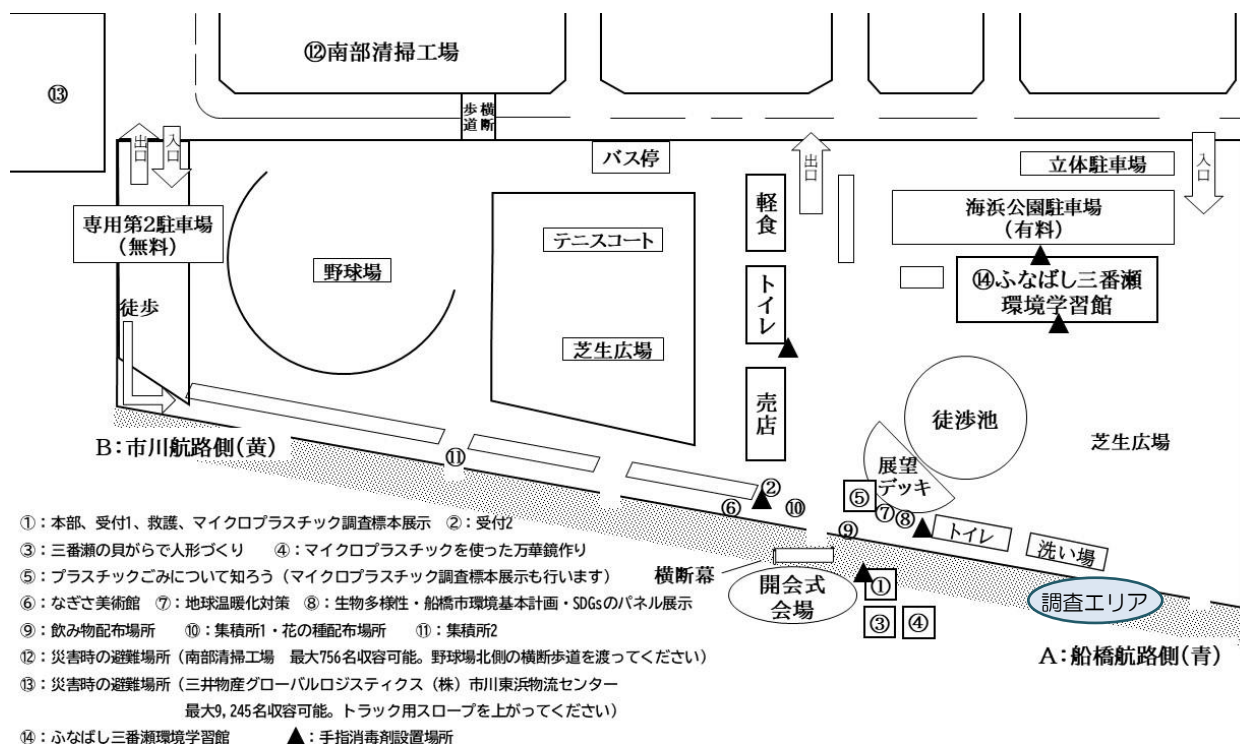 ⑫南部清掃工場
⑬
横断
歩道
出口
入口
バス停
出口
立体駐車場
入口
専用第2駐車場
(無料)
軽食
海浜公園駐車場
(有料)
テニスコート
野球場
トイレ
⑭ふなばし三番瀬
環境学習館
徒歩
芝生広場
売店
徒渉池
芝生広場
B:市川航路側(黄)
⑪
展望
デッキ
②
⑤
⑥
⑩
⑦
⑧
⑨
トイレ
洗い場
横断幕
開会式
会場
①
③
④
調査エリア
A:船橋航路側(青)
①:本部、受付1、救護、マイクロプラスチック調査標本展示 ②:受付2
③:三番瀬の貝がらで人形づくり ④:マイクロプラスチックを使った万華鏡作り
⑤:プラスチックごみについて知ろう(マイクロプラスチック調査標本展示も行います)
⑥:なぎさ美術館 ⑦:地球温暖化対策 ⑧:生物多様性・船橋市環境基本計画・SDGsのパネル展示
⑨:飲み物配布場所 ⑩:集積所1・花の種配布場所 ⑪:集積所2
⑫:災害時の避難場所(南部清掃工場 最大756名収容可能。野球場北側の横断歩道を渡ってください)
⑬:災害時の避難場所(三井物産グローバルロジスティクス(株)市川東浜物流センター
最大9,245名収容可能。トラック用スロープを上がってください)
⑭:ふなばし三番瀬環境学習館 ▲:手指消毒剤設置場所